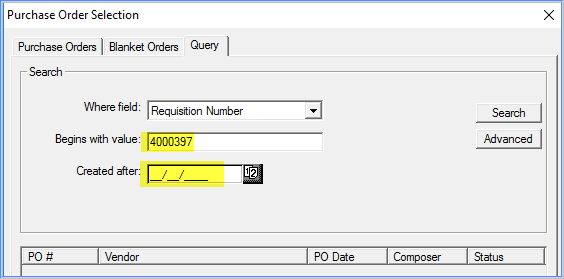 Purchase Order Selection
Purchase Orders Blanket Orders Query
Search
Where field: Requisition Number Search
Begins with value: 4000397 Advanced
Created after: __/__/____ 12
PO # Vendor PO Date Composer Status